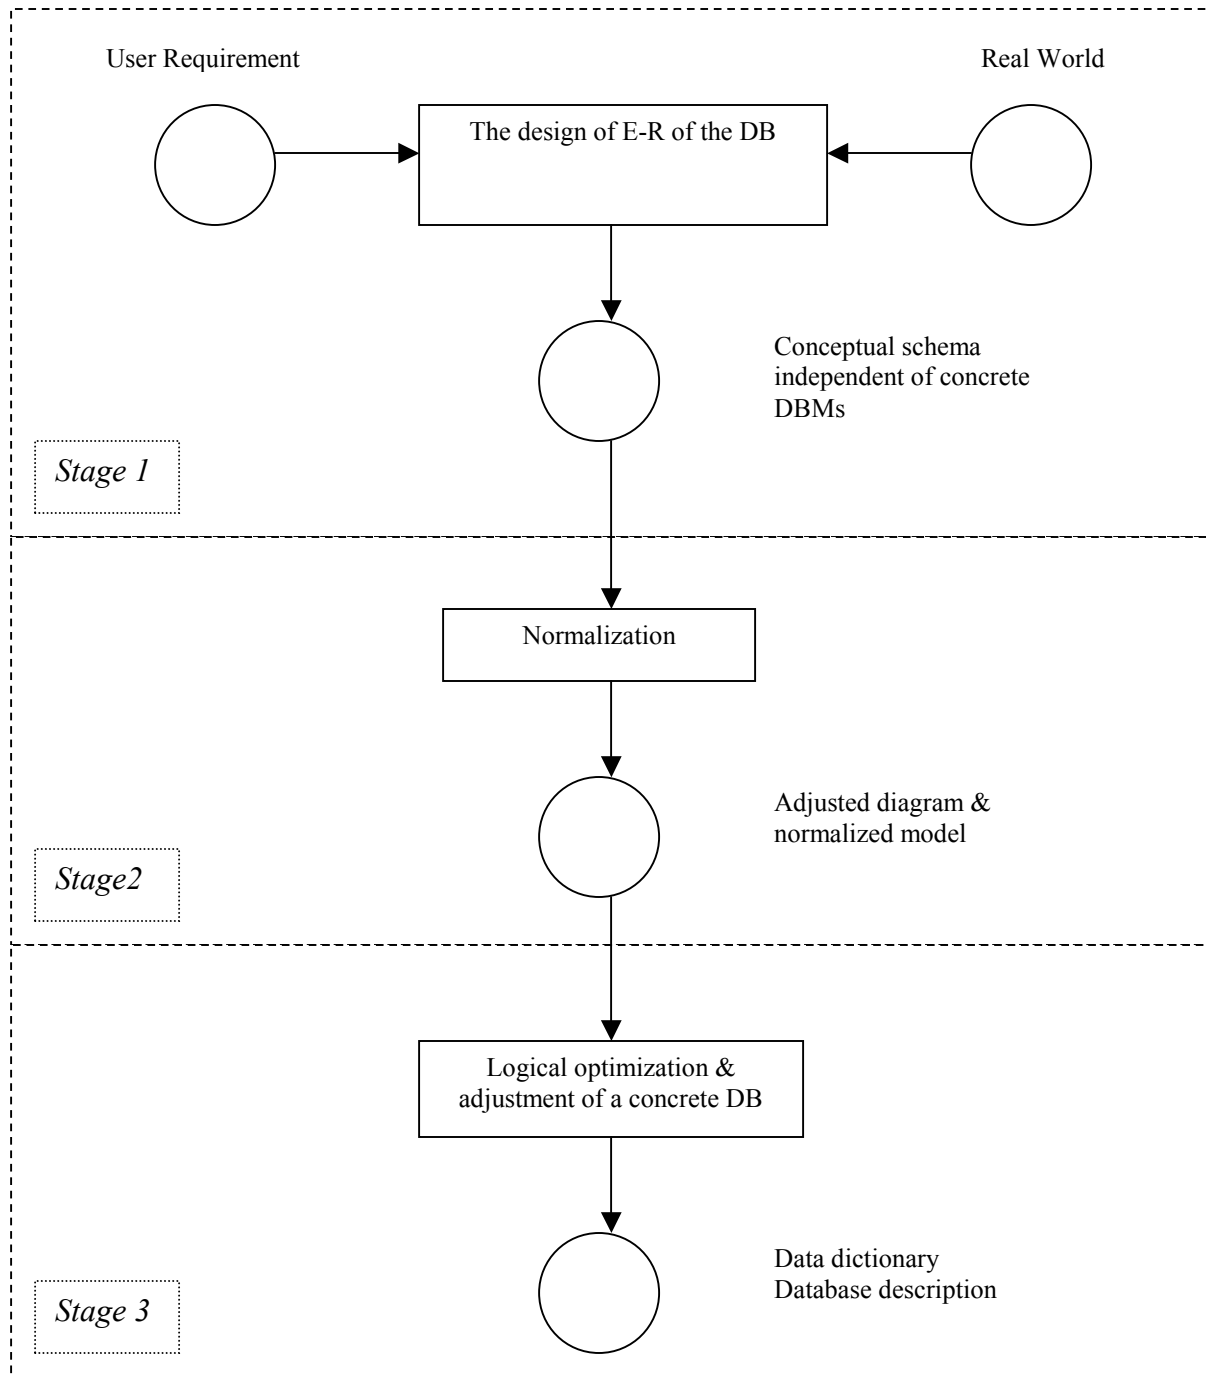 User Requirement
Real World
The design of E-R of the DB
Conceptual schema
independent of concrete
DBMs
Stage 1
Normalization
Adjusted diagram &
normalized model
Stage2
Logical optimization &
adjustment of a concrete DB
Data dictionary
Database description
Stage 3